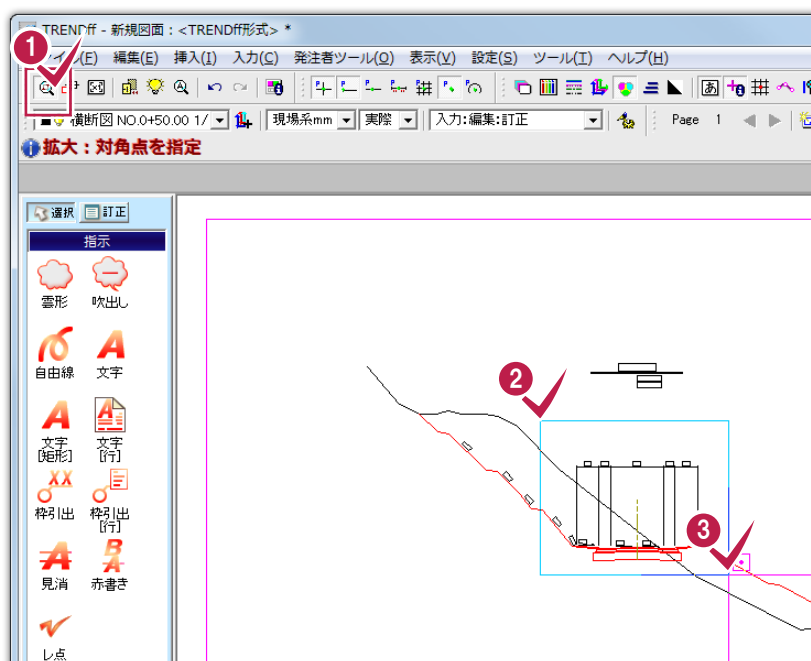 TRENDff - 新規図面 : <TRENDff形式> *
1
イル(F) 編集(E) 挿入(I) 入力(C) 発注者ツール(O) 表示(V) 設定(S) ツール(T) ヘルプ(H)
あ
横断図 NO.0+50.00 1/ 現場系mm 実際 入力:編集:訂正 Page 1
拡大：対角点を指定
選択 訂正
指示
雲形 吹出し
自由線 文字
文字[矩形] 文字[行]
枠引出 枠引出[行]
見消 赤書き
レ点
2
3